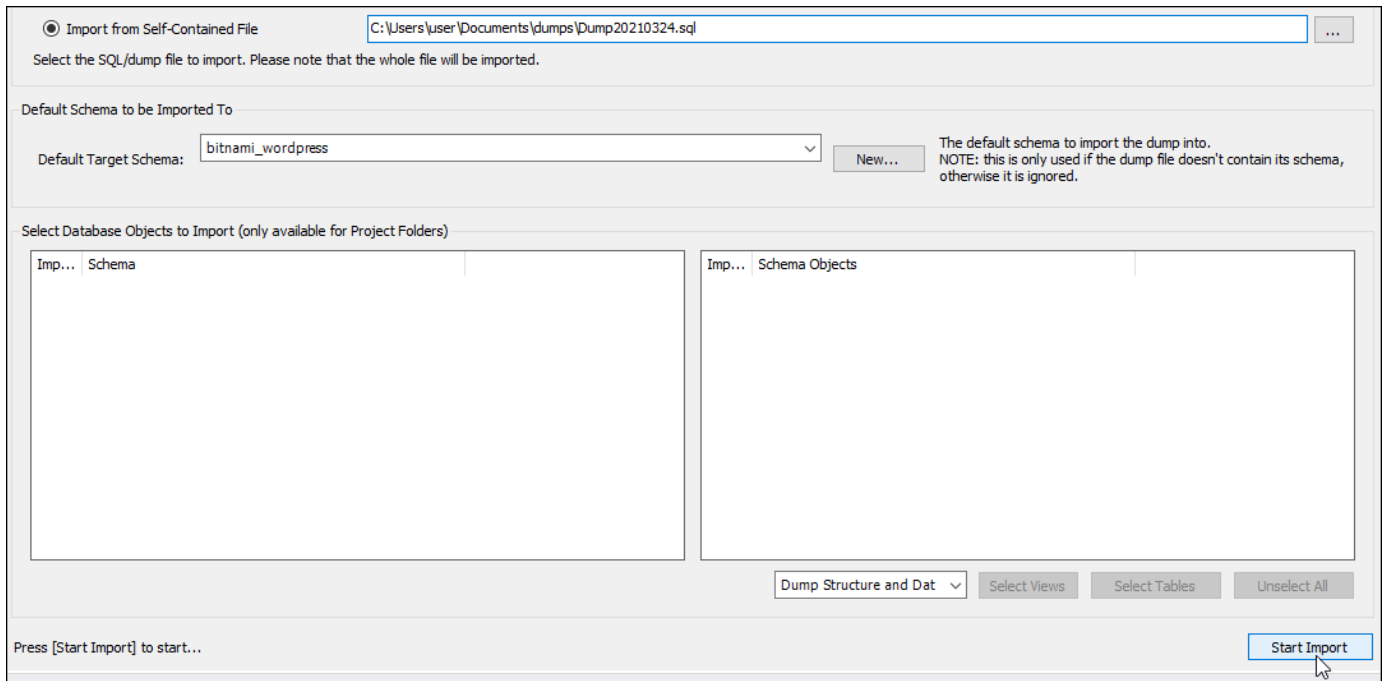 Import from Self-Contained File
C:\Users\user\Documents\dumps\Dump20210324.sql
...
Select the SQL/dump file to import. Please note that the whole file will be imported.
Default Schema to be Imported To
Default Target Schema:
bitnami_wordpress
New...
The default schema to import the dump into.
NOTE: this is only used if the dump file doesn't contain its schema,
otherwise it is ignored.
Select Database Objects to Import (only available for Project Folders)
Imp... Schema
Imp... Schema Objects
Dump Structure and Dat
Select Views
Select Tables
Unselect All
Press [Start Import] to start...
Start Import